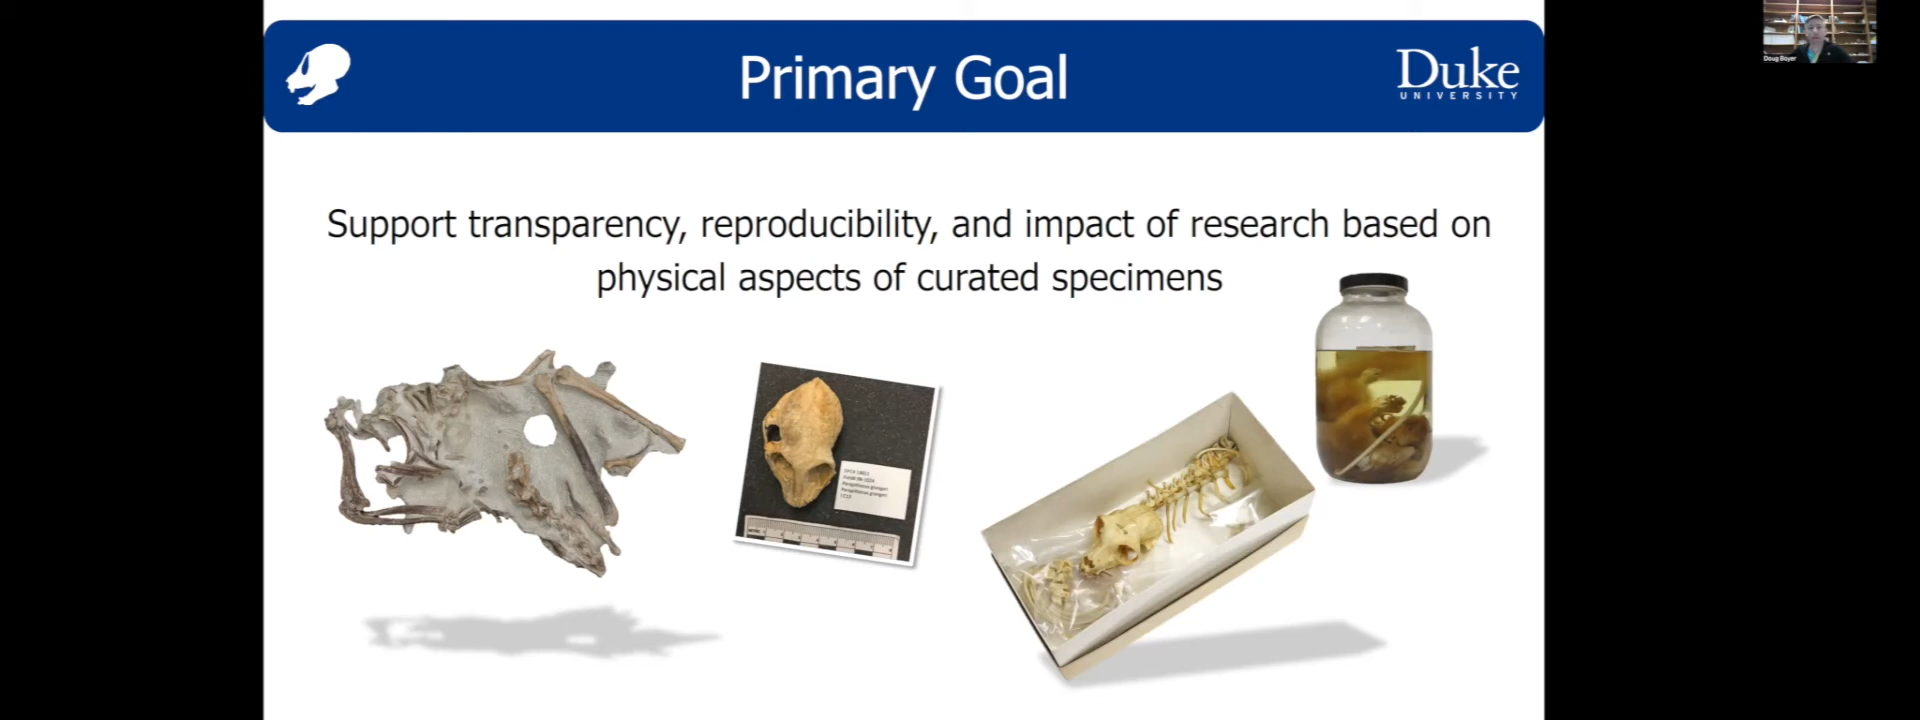 Primary Goal
Duke
UNIVERSITY
Doug Boyer
Support transparency, reproducibility, and impact of research based on
physical aspects of curated specimens